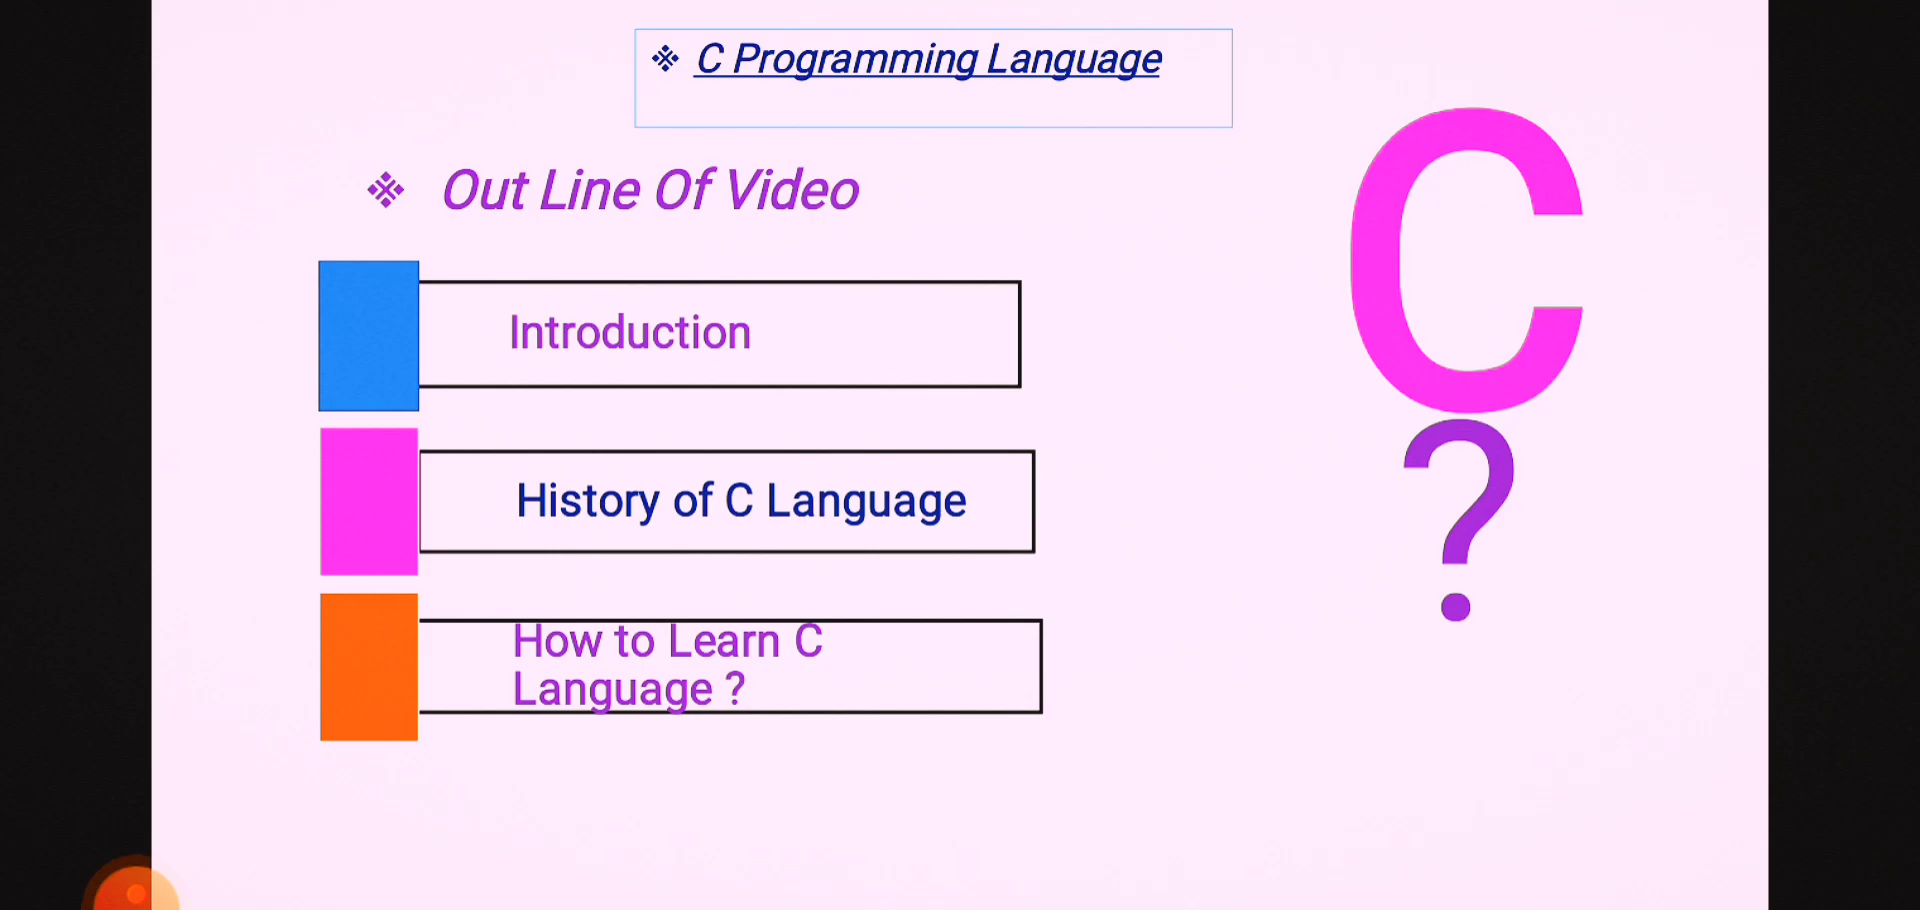 ❖ C Programming Language
❖ Out Line Of Video
Introduction
History of C Language
How to Learn C
Language ?
C
?